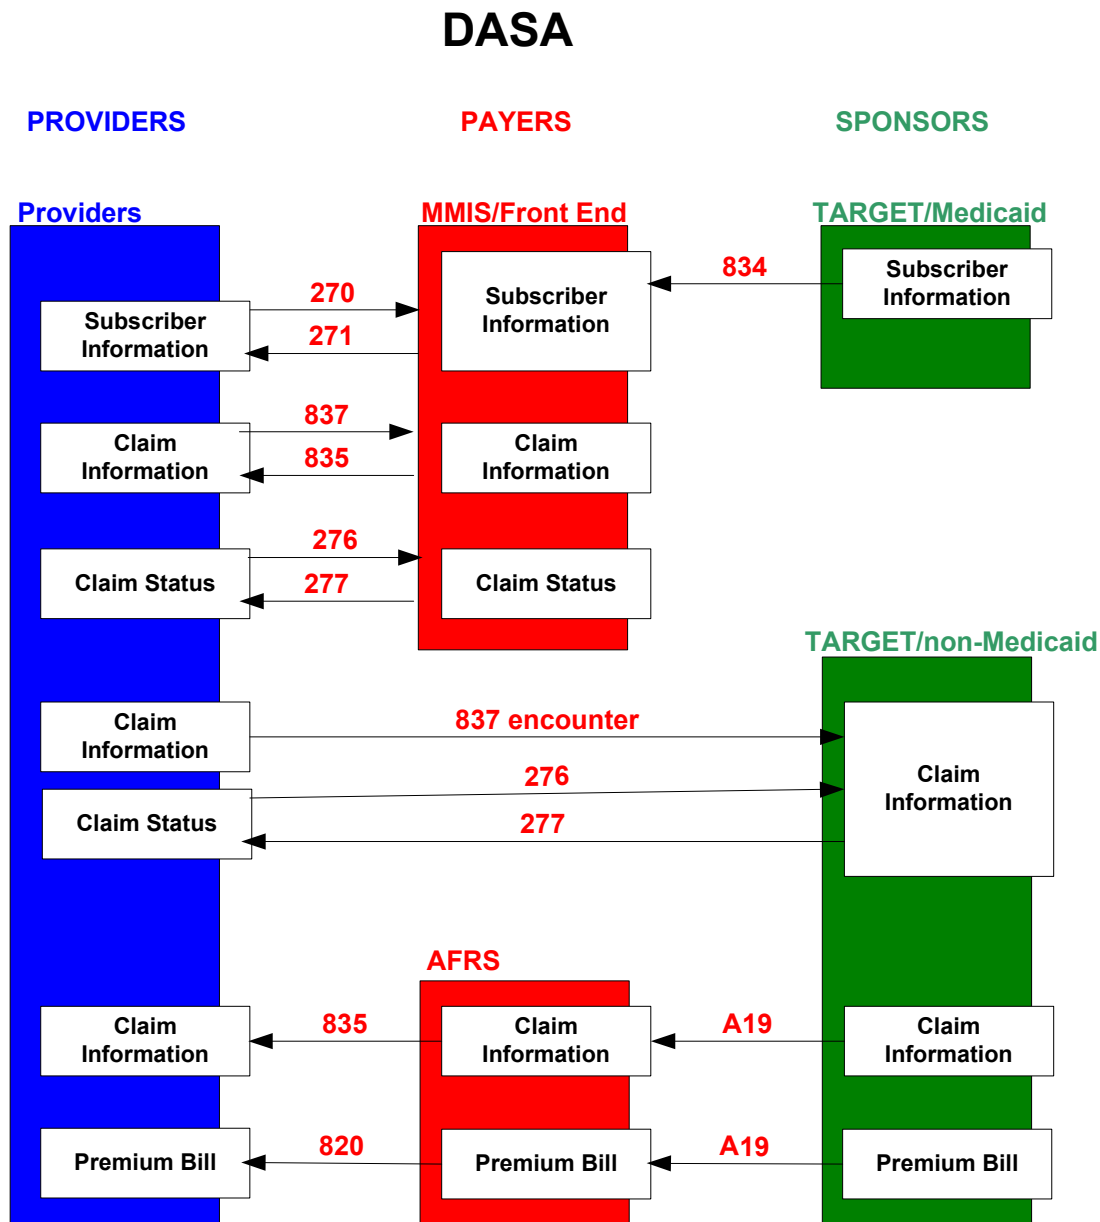 DASA
PROVIDERS
PAYERS
SPONSORS
Providers
MMIS/Front End
TARGET/Medicaid
Subscriber
Information
270
271
Subscriber
Information
834
Subscriber
Information
Claim
Information
837
835
Claim
Information
Claim Status
276
277
Claim Status
TARGET/non-Medicaid
Claim
Information
837 encounter
Claim Status
276
277
Claim
Information
AFRS
Claim
Information
835
Claim
Information
A19
Claim
Information
Premium Bill
820
Premium Bill
A19
Premium Bill